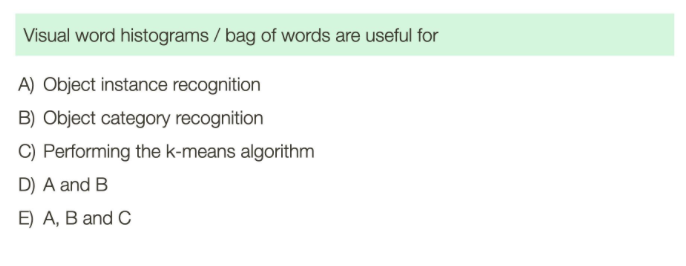 Visual word histograms / bag of words are useful for
A) Object instance recognition
B) Object category recognition
C) Performing the k-means algorithm
D) A and B
E) A, B and C